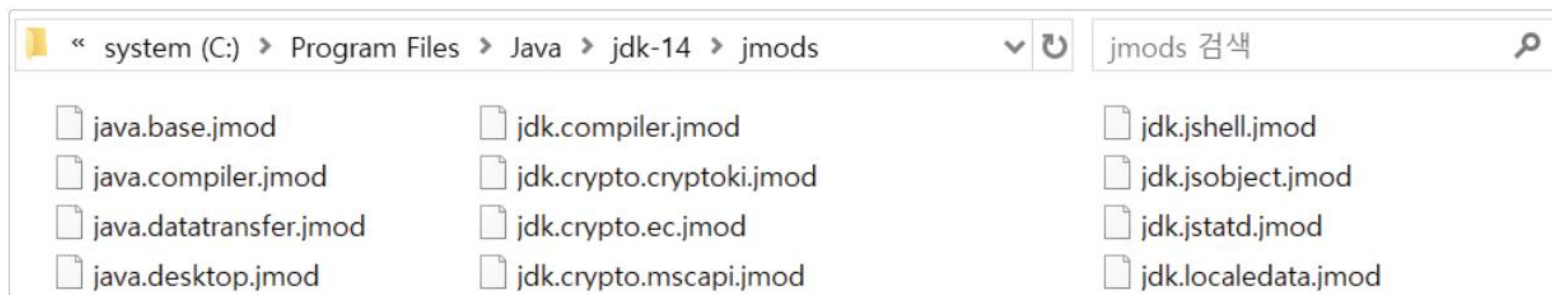 « system (C:) > Program Files > Java > jdk-14 > jmods
jmods 검색
java.base.jmod
java.compiler.jmod
java.datatransfer.jmod
java.desktop.jmod
jdk.compiler.jmod
jdk.crypto.cryptoki.jmod
jdk.crypto.ec.jmod
jdk.crypto.mscapi.jmod
jdk.jshell.jmod
jdk.jsobject.jmod
jdk.jstatd.jmod
jdk.localedata.jmod